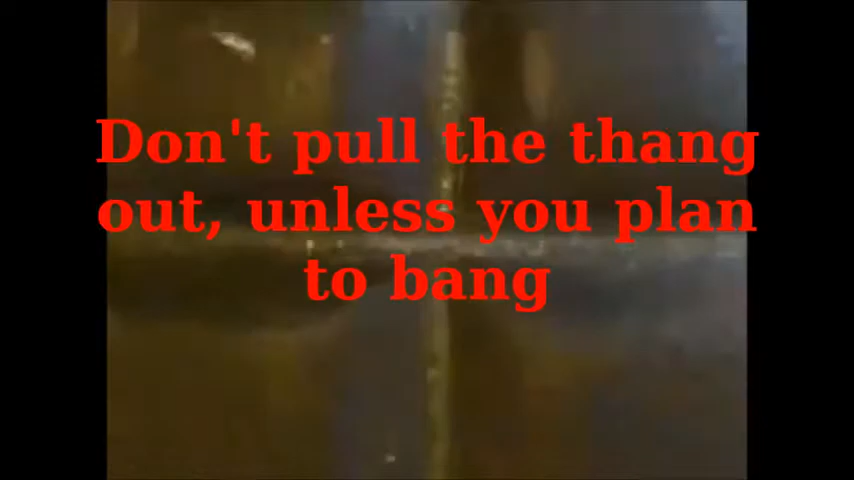 Don't pull the thang
out, unless you plan
to bang